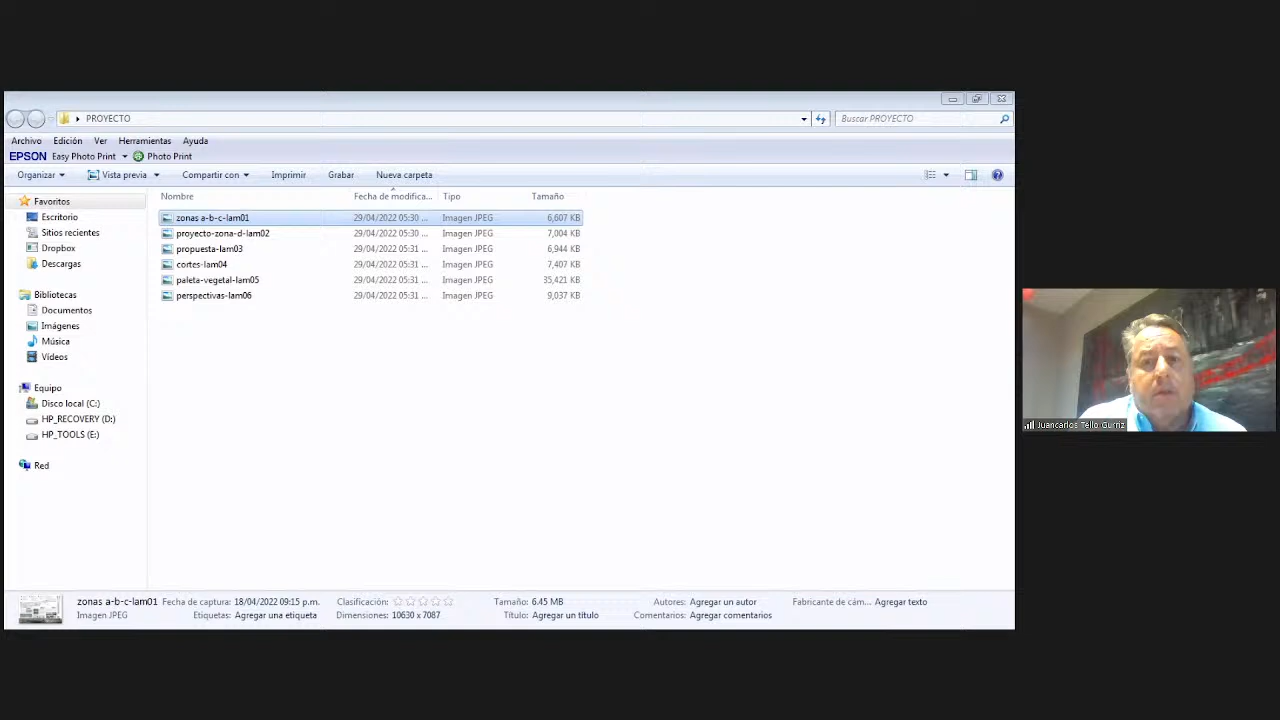 PROYECTO
Buscar PROYECTO
Archivo Edición Ver Herramientas Ayuda
EPSON Easy Photo Print Photo Print
Organizar Vista previa Compartir con Imprimir Grabar Nueva carpeta
Nombre Fecha de modifica... Tipo Tamaño
Favoritos
Escritorio
Sitios recientes
Dropbox
Descargas
Bibliotecas
Documentos
Imágenes
Música
Vídeos
Equipo
Disco local (C:)
HP_RECOVERY (D:)
HP_TOOLS (E:)
Red
zonas a-b-c-lam01 29/04/2022 05:30 ... Imagen JPEG 6,607 KB
proyecto-zona-d-lam02 29/04/2022 05:30 ... Imagen JPEG 7,004 KB
propuesta-lam03 29/04/2022 05:31 ... Imagen JPEG 6,944 KB
cortes-lam04 29/04/2022 05:31 ... Imagen JPEG 7,407 KB
paleta-vegetal-lam05 29/04/2022 05:31 ... Imagen JPEG 35,421 KB
perspectivas-lam06 29/04/2022 05:31 ... Imagen JPEG 9,037 KB
Juancarlos Tello Gurriz
zonas a-b-c-lam01 Fecha de captura: 18/04/2022 09:15 p.m. Clasificación: Tamaño: 6.45 MB Autores: Agregar un autor Fabricante de cám... Agregar texto
Imagen JPEG Etiquetas: Agregar una etiqueta Dimensiones: 10630 x 7087 Título: Agregar un título Comentarios: Agregar comentarios